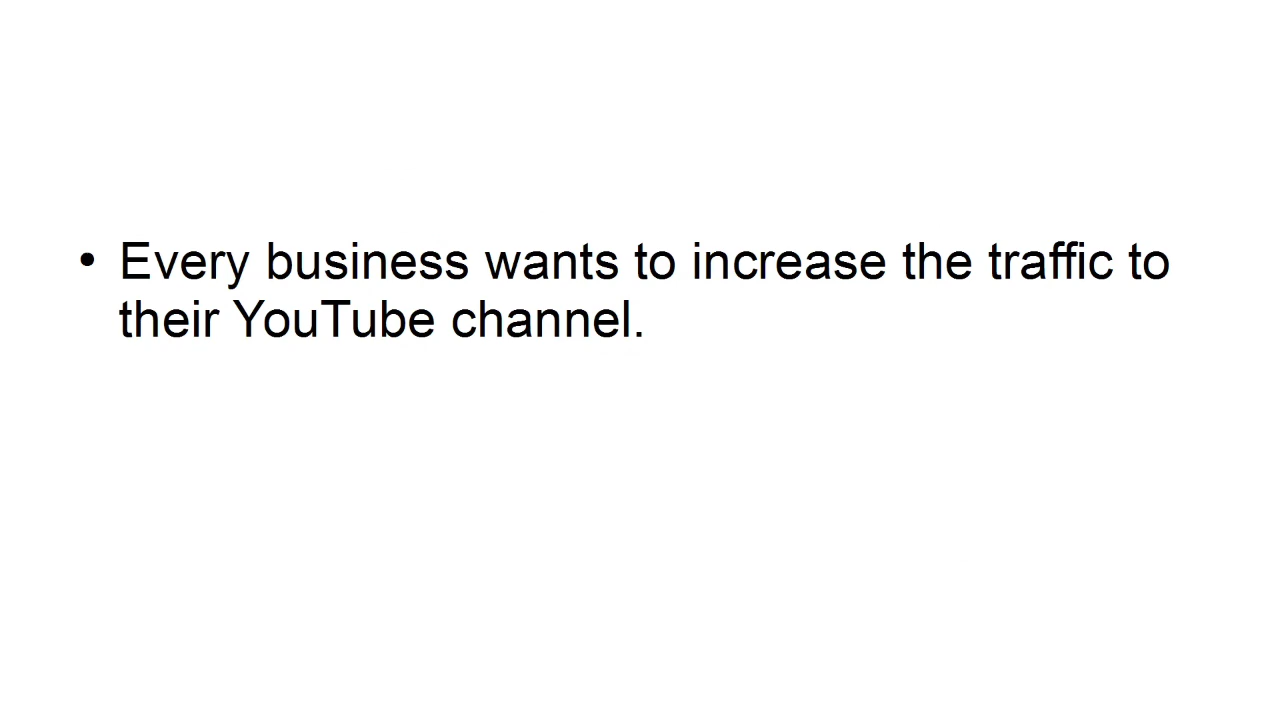 • Every business wants to increase the traffic to
their YouTube channel.